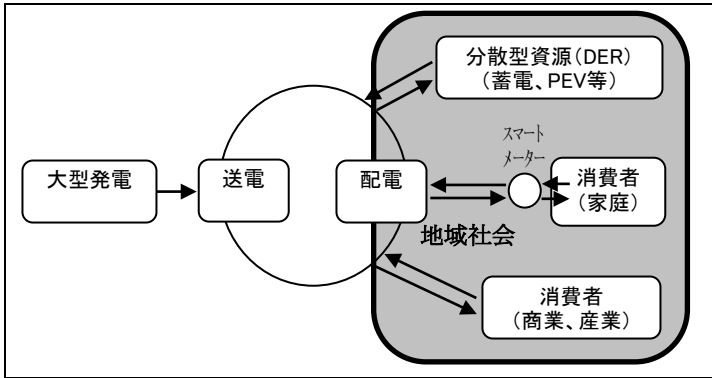 分散型資源(DER)
(蓄電、PEV等)
スマート
メーター
大型発電
送電
配電
消費者
(家庭)
地域社会
消費者
(商業、産業)